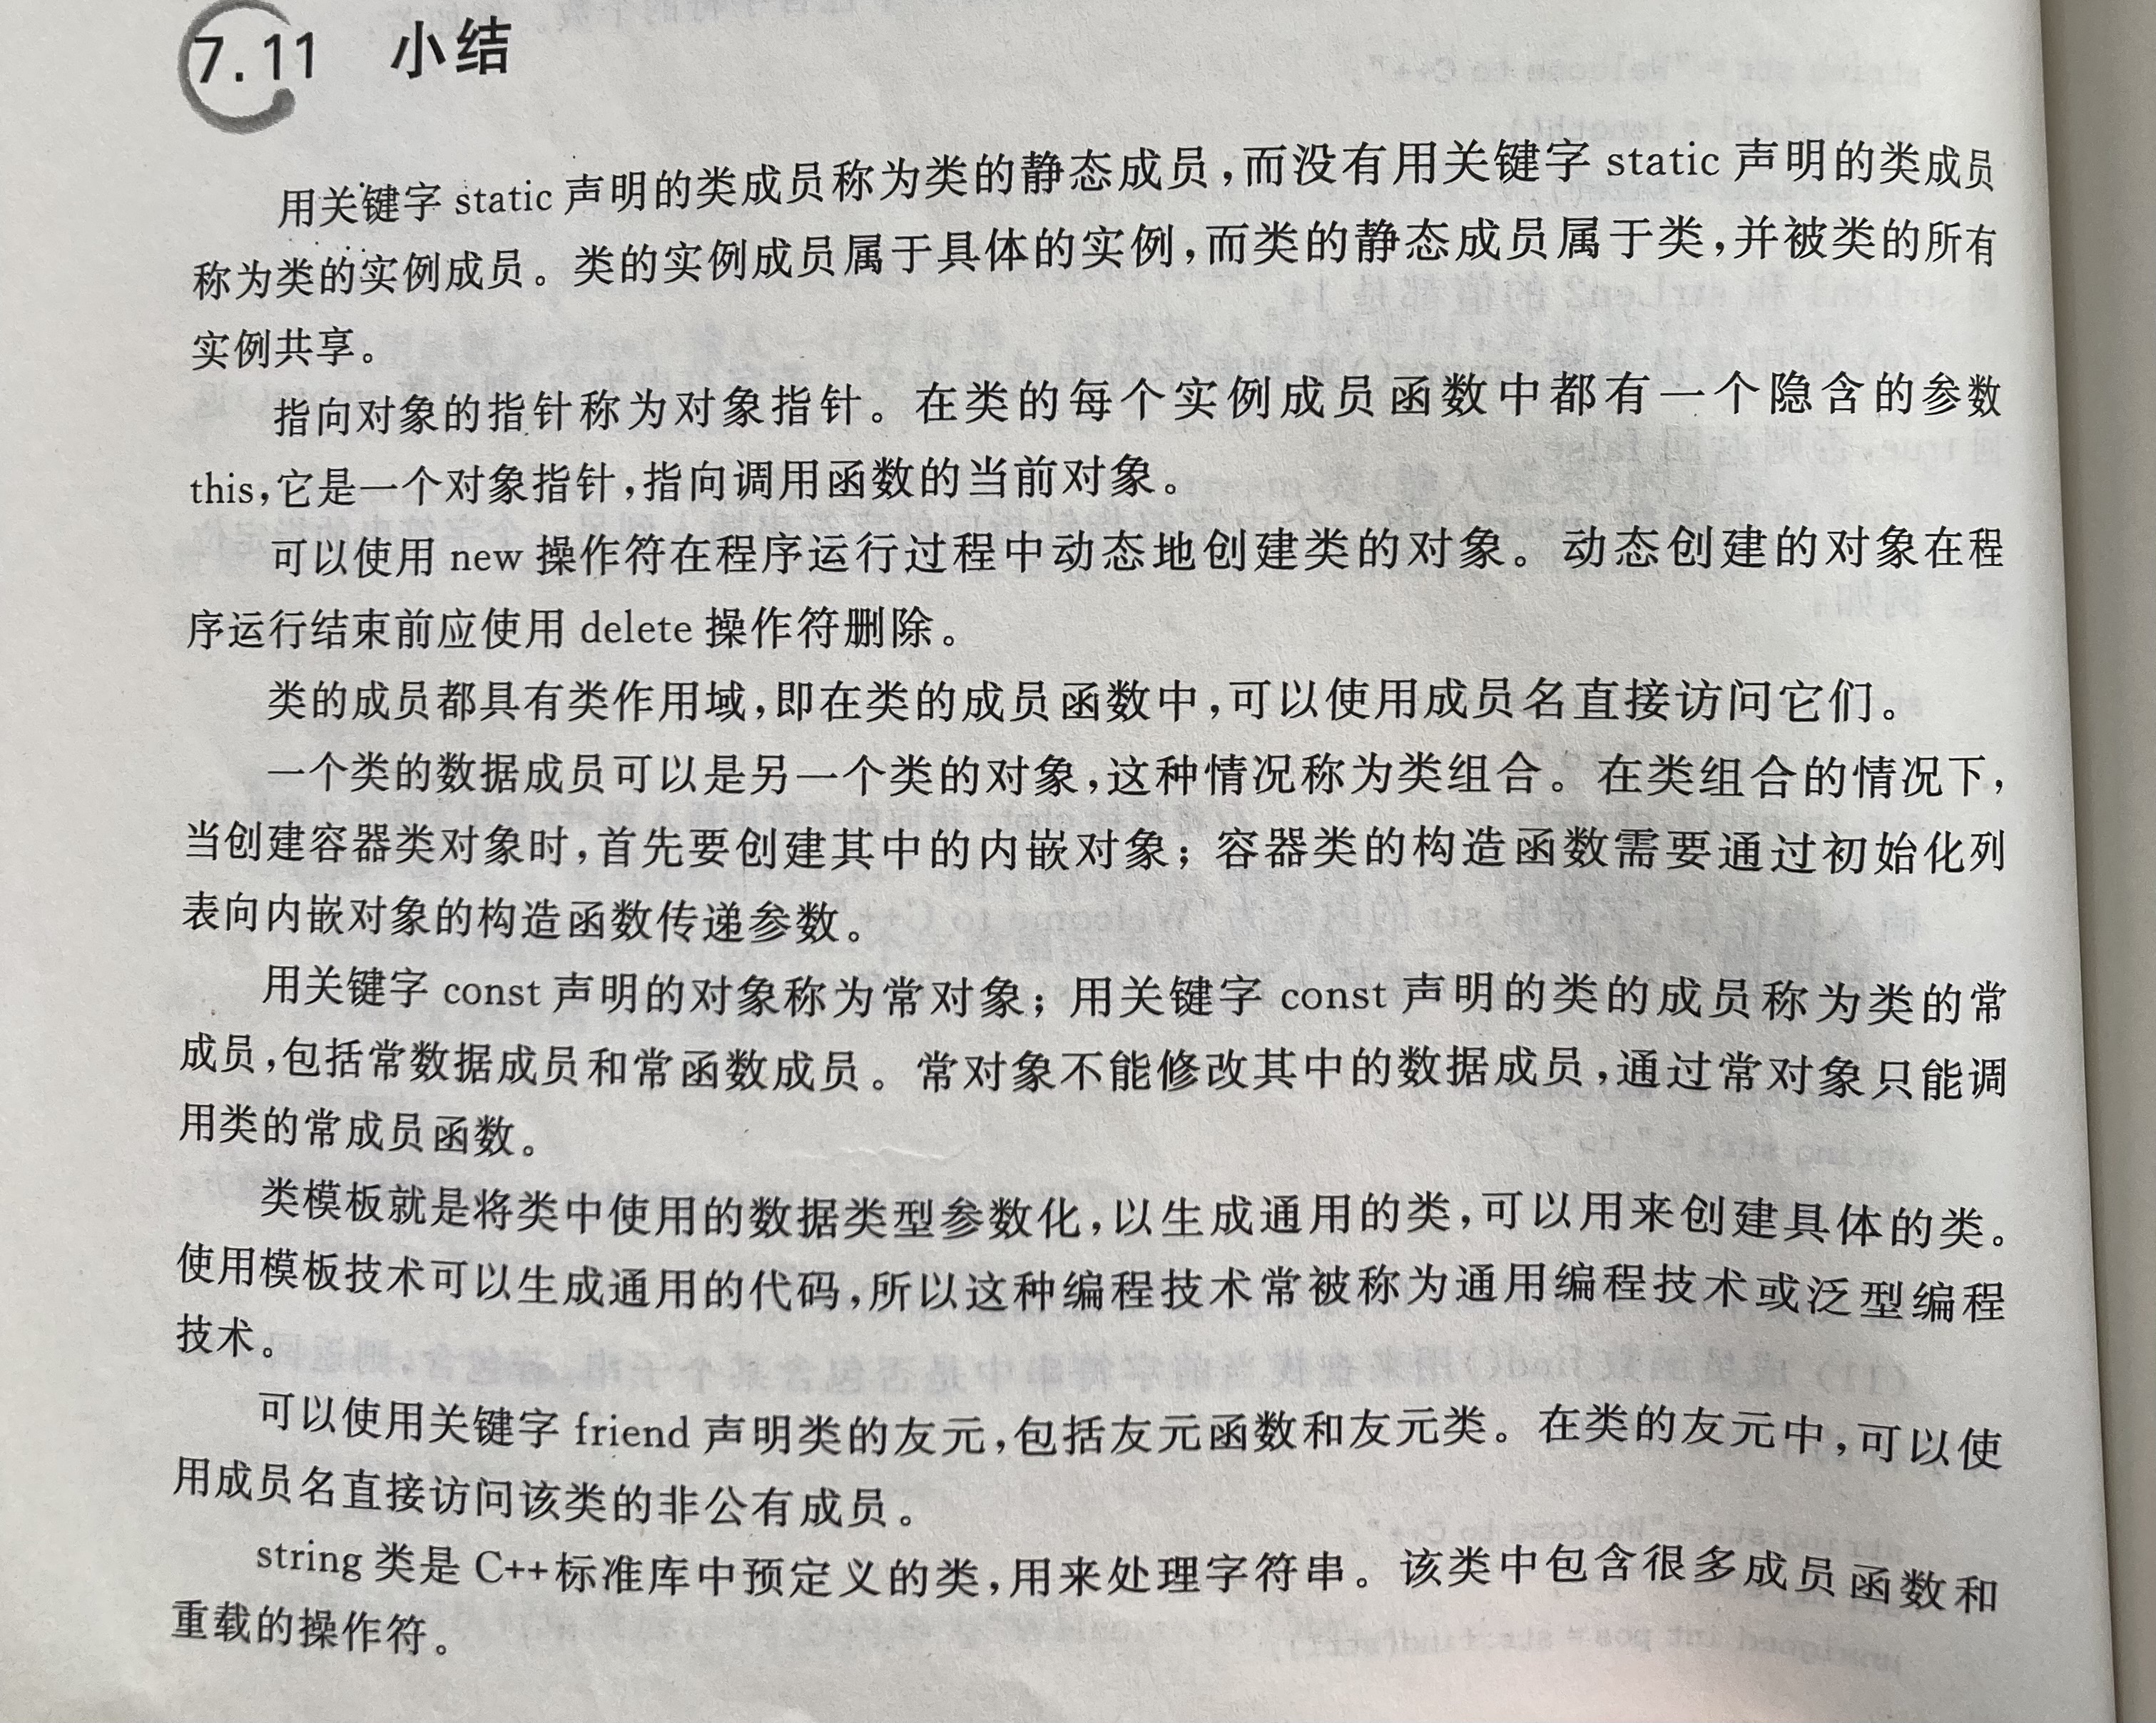 7.11 小结
用关键字 static 声明的类成员称为类的静态成员,而没有用关键字 static 声明的类成员
称为类的实例成员。类的实例成员属于具体的实例,而类的静态成员属于类,并被类的所有
实例共享。
指向对象的指针称为对象指针。在类的每个实例成员函数中都有一个隐含的参数
this,它是一个对象指针,指向调用函数的当前对象。
可以使用 new 操作符在程序运行过程中动态地创建类的对象。动态创建的对象在程
序运行结束前应使用 delete 操作符删除。
类的成员都具有类作用域,即在类的成员函数中,可以使用成员名直接访问它们。
一个类的数据成员可以是另一个类的对象,这种情况称为类组合。在类组合的情况下,
当创建容器类对象时,首先要创建其中的内嵌对象;容器类的构造函数需要通过初始化列
表向内嵌对象的构造函数传递参数。
用关键字 const 声明的对象称为常对象;用关键字 const 声明的类的成员称为类的常
成员,包括常数据成员和常函数成员。常对象不能修改其中的数据成员,通过常对象只能调
用类的常成员函数。
类模板就是将类中使用的数据类型参数化,以生成通用的类,可以用来创建具体的类。
使用模板技术可以生成通用的代码,所以这种编程技术常被称为通用编程技术或泛型编程
技术。
可以使用关键字 friend 声明类的友元,包括友元函数和友元类。在类的友元中,可以使
用成员名直接访问该类的非公有成员。
string 类是 C++标准库中预定义的类,用来处理字符串。该类中包含很多成员函数和
重载的操作符。